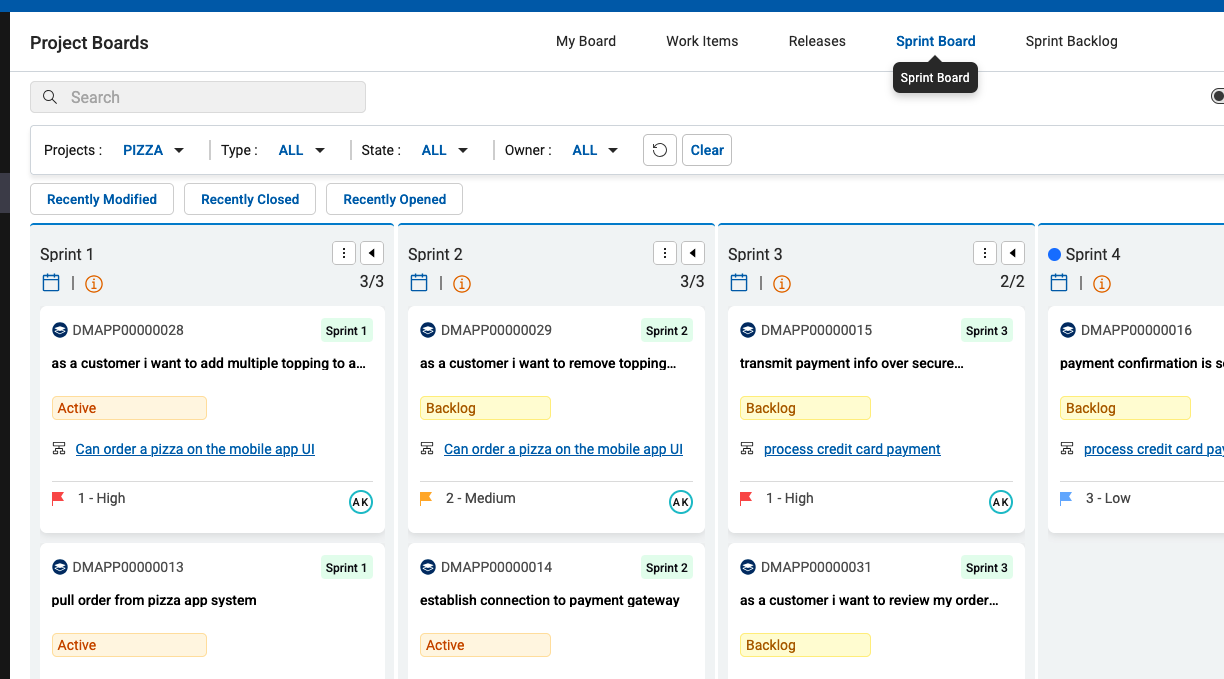 Project Boards
My Board Work Items Releases Sprint Board Sprint Backlog
Sprint Board
Search
Projects : PIZZA Type : ALL State : ALL Owner : ALL Clear
Recently Modified Recently Closed Recently Opened
Sprint 1 Sprint 2 Sprint 3 Sprint 4
3/3 3/3 2/2
DMAPP00000028 Sprint 1 DMAPP00000029 Sprint 2 DMAPP00000015 Sprint 3 DMAPP00000016
as a customer i want to add multiple topping to a... as a customer i want to remove topping... transmit payment info over secure... payment confirmation is s
Active Backlog Backlog Backlog
Can order a pizza on the mobile app UI Can order a pizza on the mobile app UI process credit card payment process credit card pay
1 - High AK 2 - Medium AK 1 - High AK 3 - Low
DMAPP00000013 Sprint 1 DMAPP00000014 Sprint 2 DMAPP00000031 Sprint 3
pull order from pizza app system establish connection to payment gateway as a customer i want to review my order...
Active Active Backlog